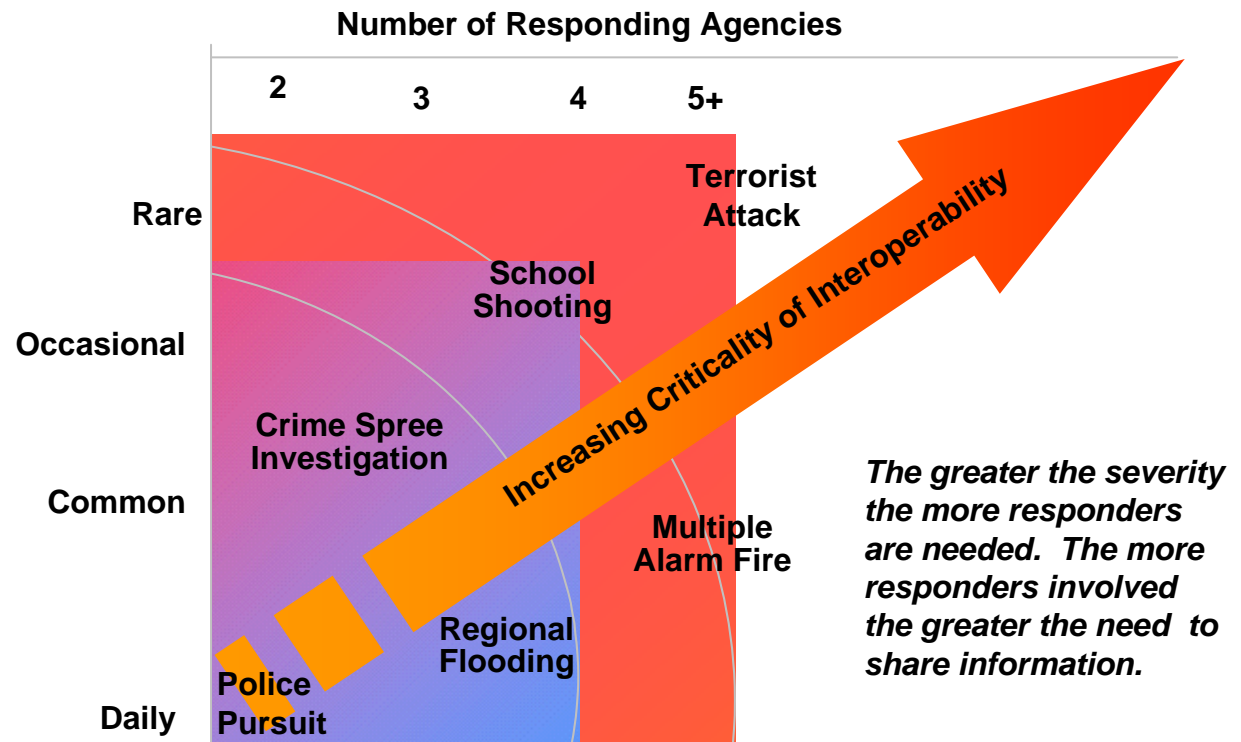 Number of Responding Agencies
2 3 4 5+
Rare
Occasional
Common
Daily
Terrorist
Attack
School
Shooting
Crime Spree
Investigation
Multiple
Alarm Fire
Regional
Flooding
Police
Pursuit
Increasing Criticality of Interoperability
The greater the severity
the more responders
are needed. The more
responders involved
the greater the need to
share information.